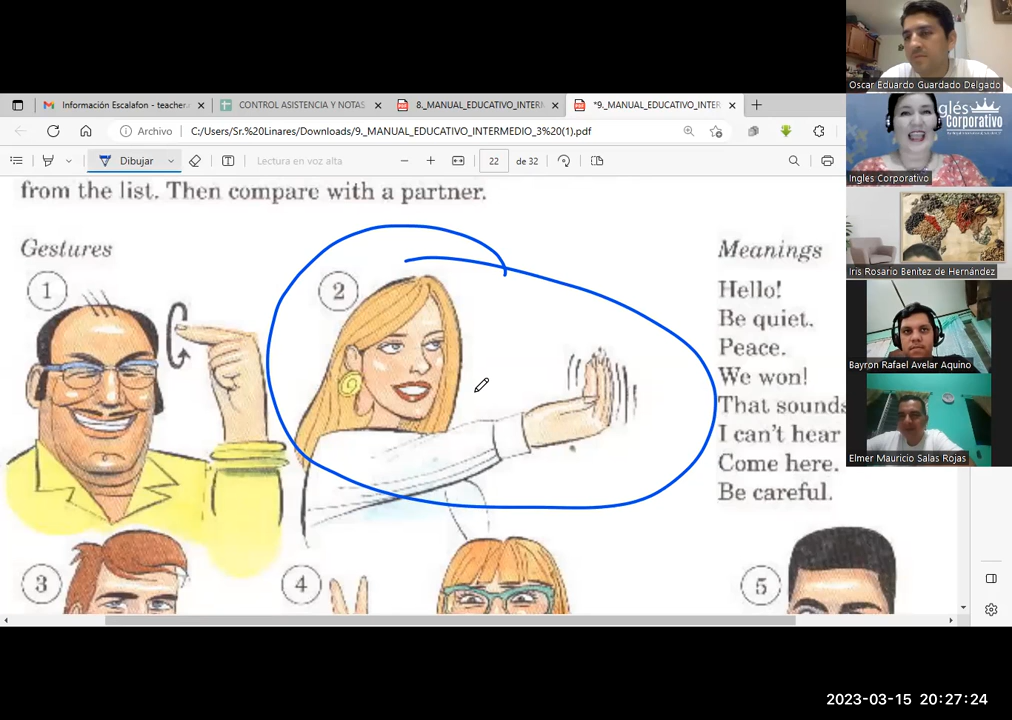 Información Escalafon - teacher.
CONTROL ASISTENCIA Y NOTAS
8._MANUAL_EDUCATIVO_INTERM
*9._MANUAL_EDUCATIVO_INTER
Archivo
C:/Users/Sr.%20Linares/Downloads/9._MANUAL_EDUCATIVO_INTERMEDIO_3%20(1).pdf
Dibujar
Lectura en voz alta
22
de 32
from the list. Then compare with a partner.
Gestures
Meanings
1
2
Hello!
Be quiet.
Peace.
We won!
That sounds
I can't hear
Come here.
Be careful.
3
4
5
Oscar Eduardo Guardado Delgado
glés
Corporativo
Ingles Corporativo
Iris Rosario Benítez de Hernández
Bayron Rafael Avelar Aquino
Elmer Mauricio Salas Rojas
2023-03-15 20:27:24